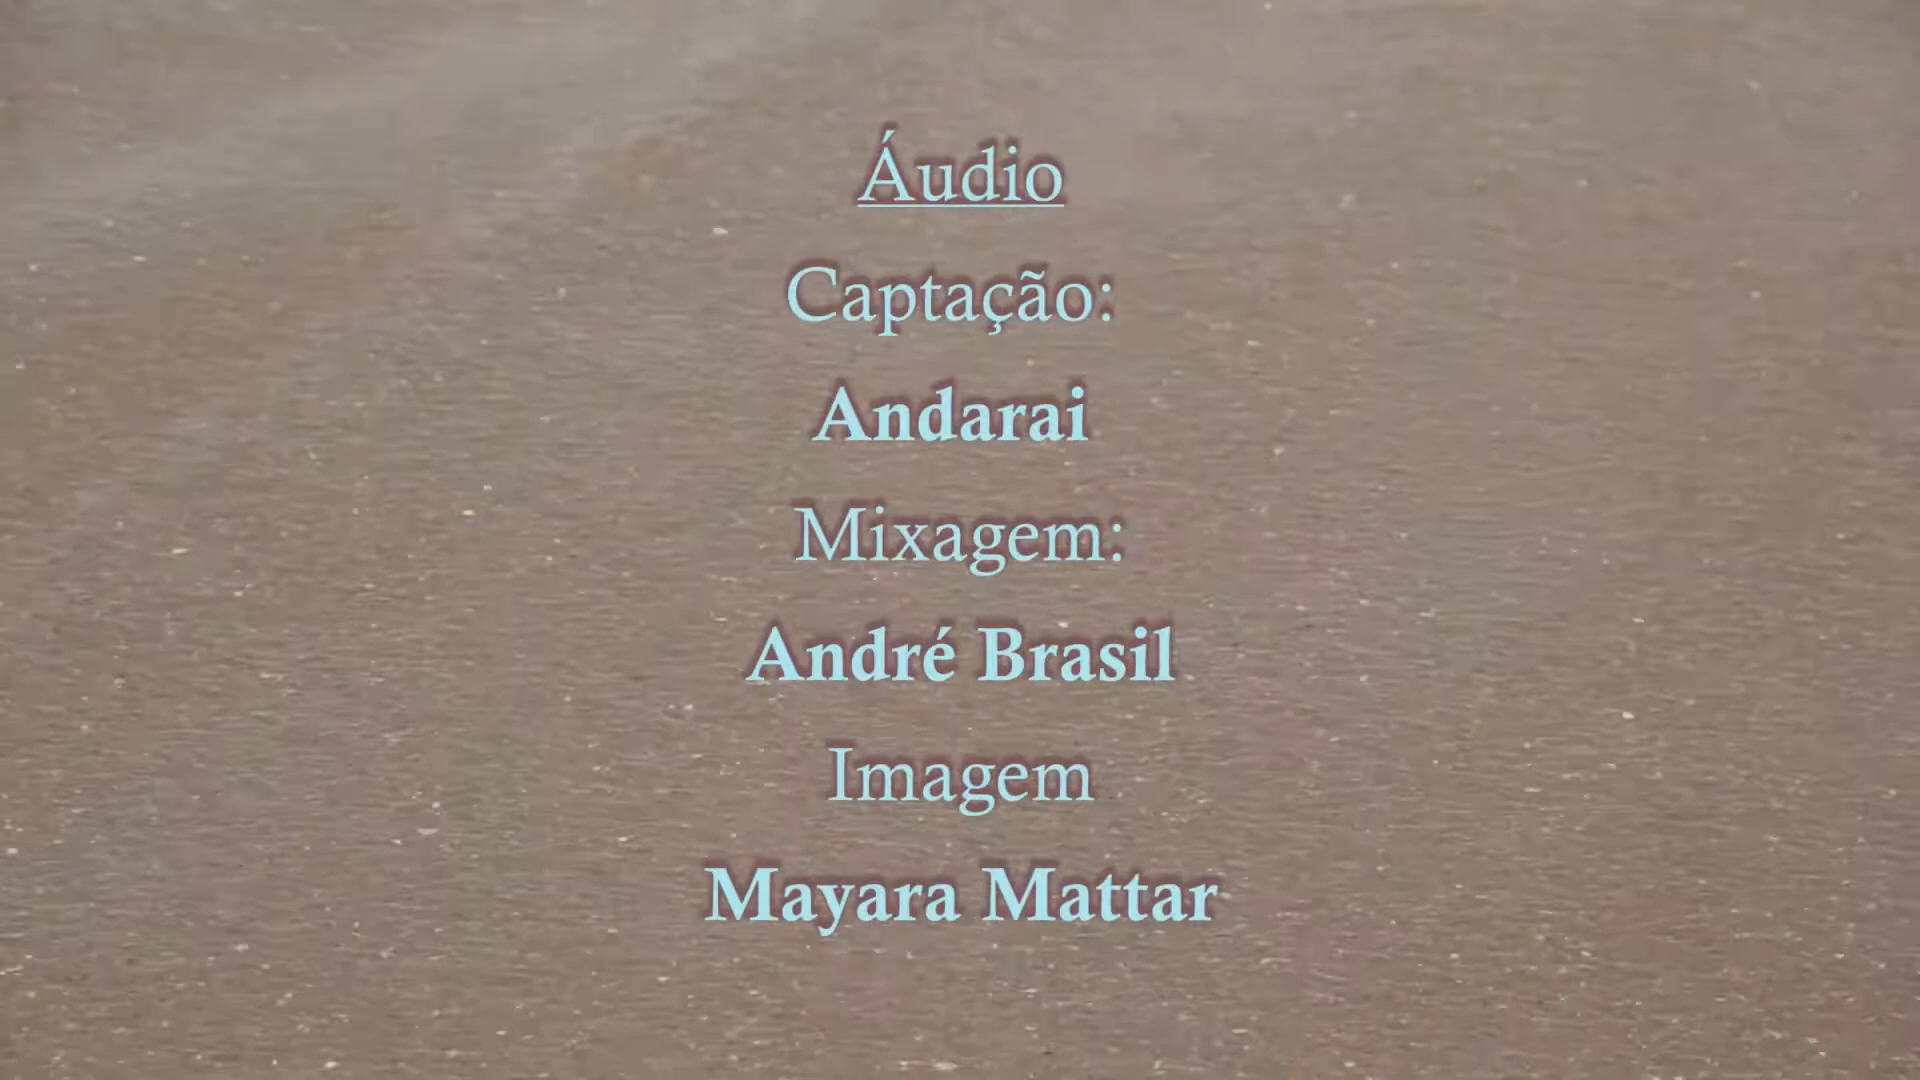 Áudio
Captação:
Andarai
Mixagem:
André Brasil
Imagem
Mayara Mattar